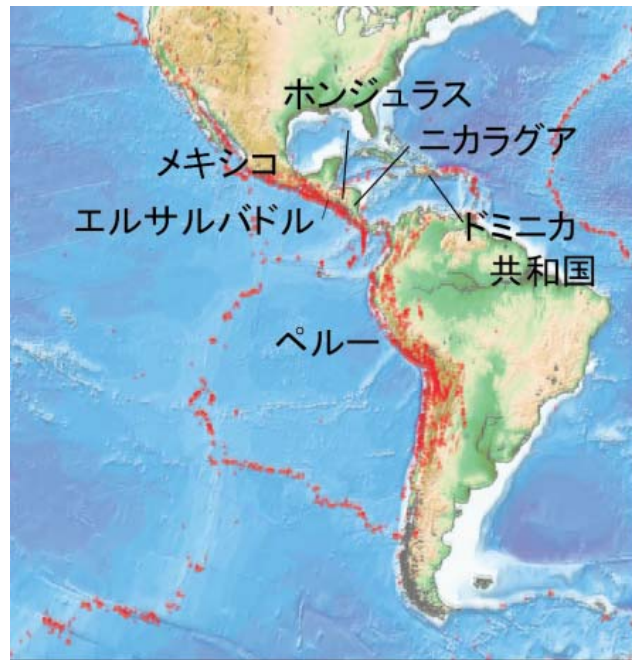 ホンジュラス
ニカラグア
メキシコ
エルサルバドル
ドミニカ
共和国
ペルー